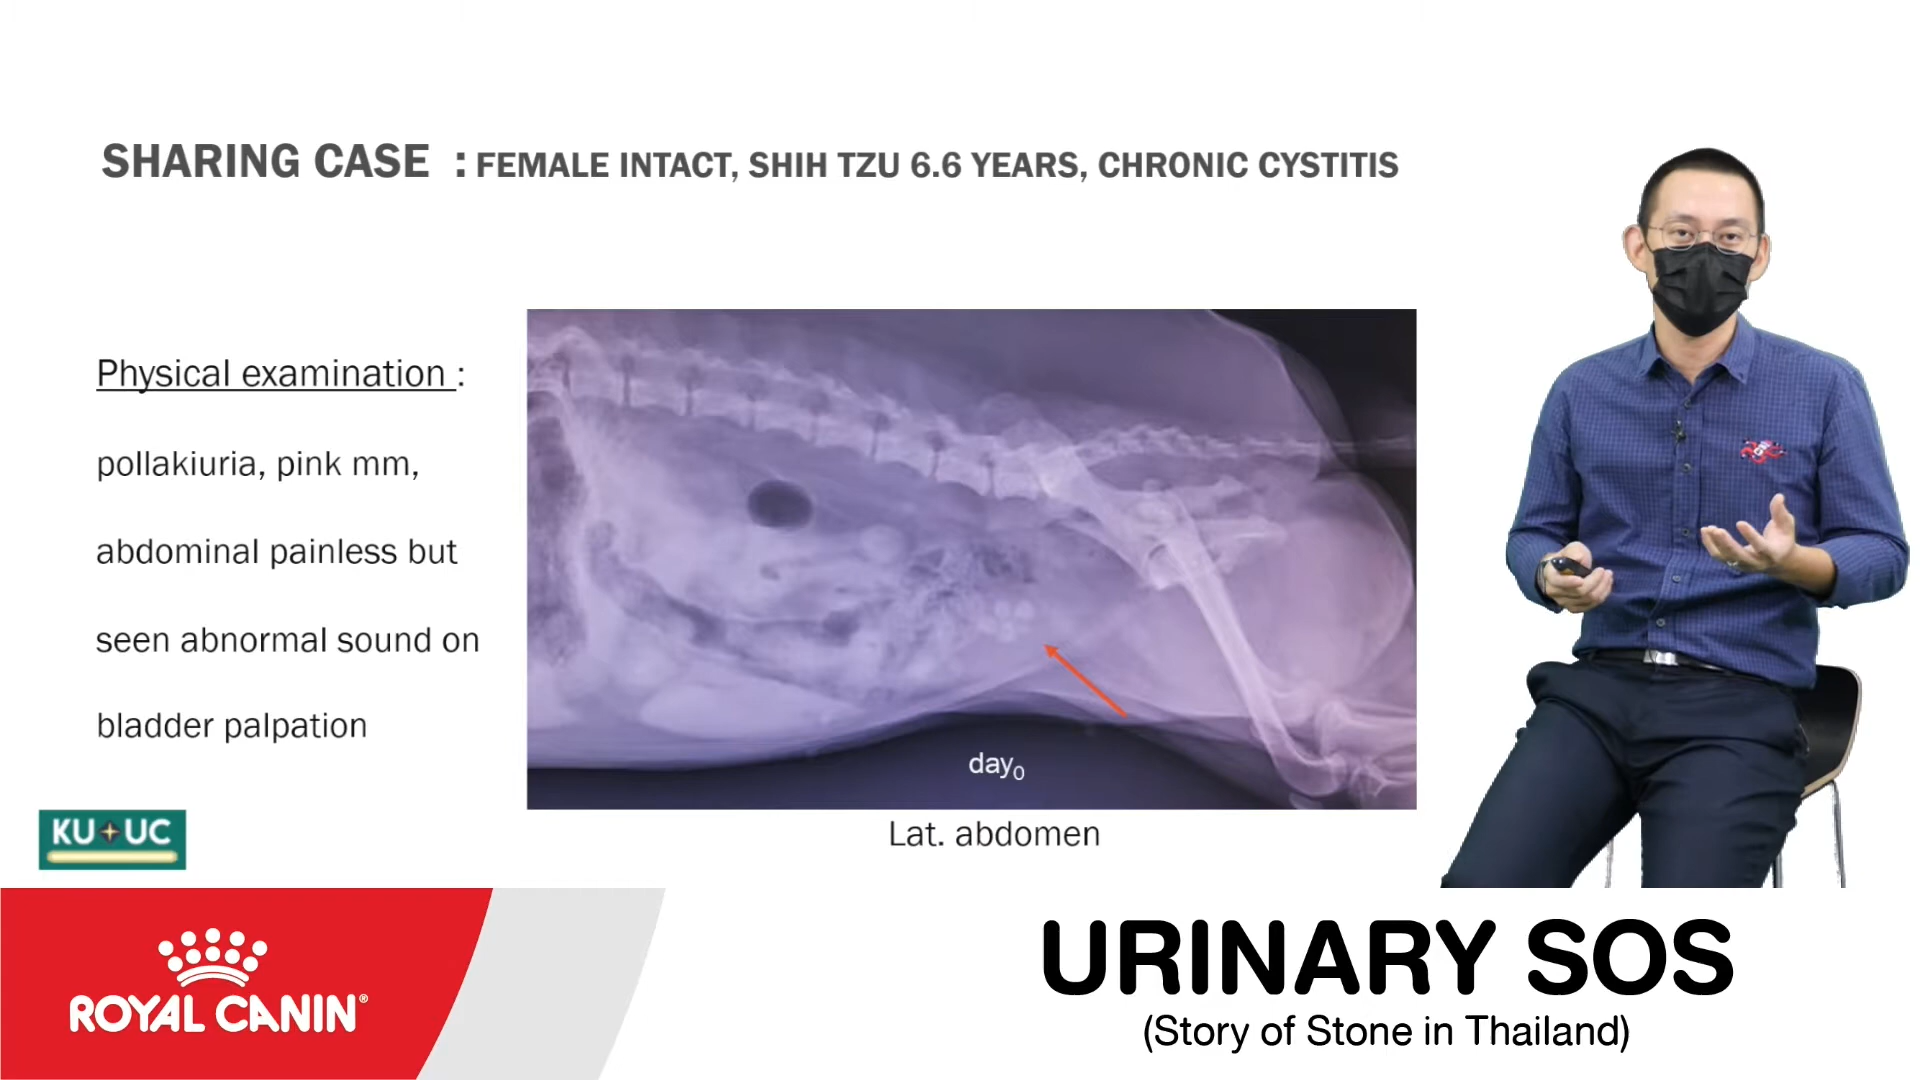 SHARING CASE : FEMALE INTACT, SHIH TZU 6.6 YEARS, CHRONIC CYSTITIS
Physical examination :
pollakiuria, pink mm,
abdominal painless but
seen abnormal sound on
bladder palpation
day0
Lat. abdomen
KU UC
ROYAL CANIN®
URINARY SOS
(Story of Stone in Thailand)